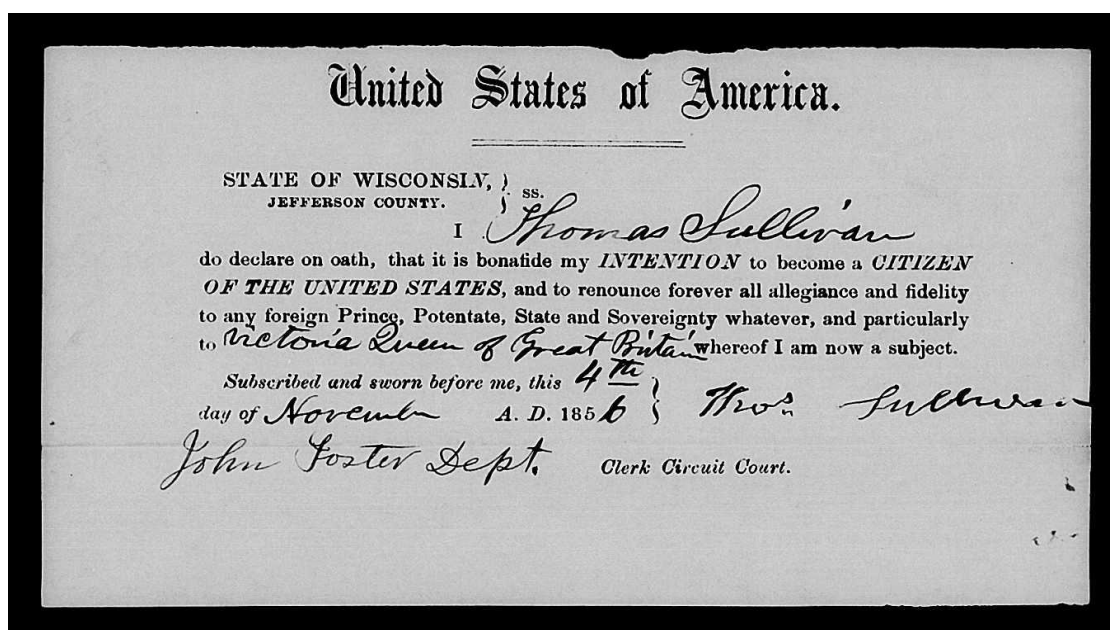 United States of America.
STATE OF WISCONSIN, }
JEFFERSON COUNTY. } ss.
I Thomas Sullivan
do declare on oath, that it is bonafide my INTENTION to become a CITIZEN
OF THE UNITED STATES, and to renounce forever all allegiance and fidelity
to any foreign Prince, Potentate, State and Sovereignty whatever, and particularly
to Victoria Queen of Great Britain whereof I am now a subject.
Subscribed and sworn before me, this 4th }
day of November A. D. 1856 } Thos Sullivan
John Foster Dept. Clerk Circuit Court.